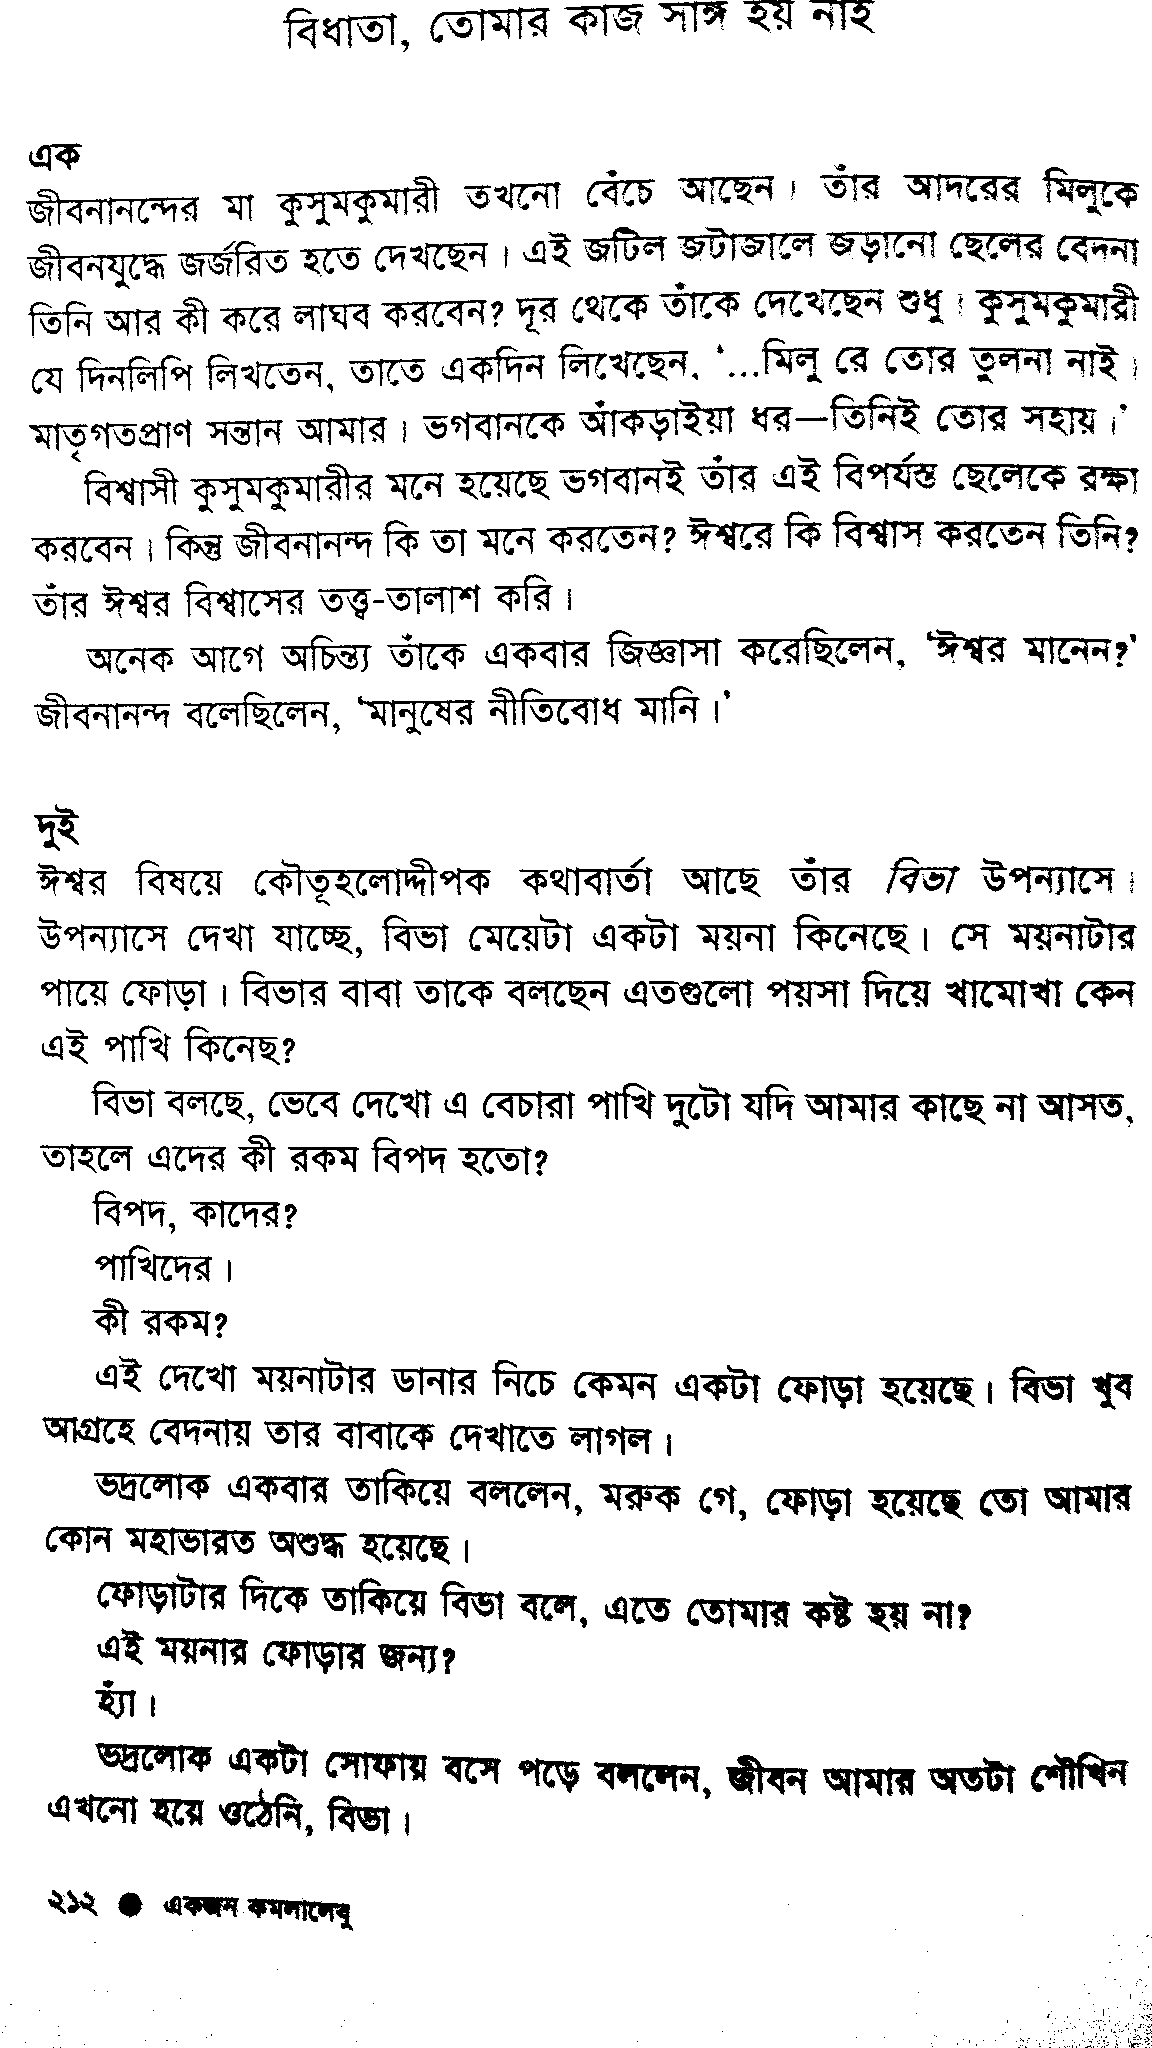 বিধাতা, তোমার কাজ সাঙ্গ হয় নাই
এক
জীবনানন্দের মা কুসুমকুমারী তখনো বেঁচে আছেন। তাঁর আদরের মিলুকে
জীবনযুদ্ধে জর্জরিত হতে দেখছেন। এই জটিল জটাজালে জড়ানো ছেলের বেদনা
তিনি আর কী করে লাঘব করবেন? দূর থেকে তাঁকে দেখেছেন শুধু। কুসুমকুমারী
যে দিনলিপি লিখতেন, তাতে একদিন লিখেছেন, ‘...মিলু রে তোর তুলনা নাই।
মাতৃগতপ্রাণ সন্তান আমার। ভগবানকে আঁকড়াইয়া ধর—তিনিই তোর সহায়।’
বিশ্বাসী কুসুমকুমারীর মনে হয়েছে ভগবানই তাঁর এই বিপর্যস্ত ছেলেকে রক্ষা
করবেন। কিন্তু জীবনানন্দ কি তা মনে করতেন? ঈশ্বরে কি বিশ্বাস করতেন তিনি?
তাঁর ঈশ্বর বিশ্বাসের তত্ত্ব-তালাশ করি।
অনেক আগে অচিন্ত্য তাঁকে একবার জিজ্ঞাসা করেছিলেন, ‘ঈশ্বর মানেন?’
জীবনানন্দ বলেছিলেন, ‘মানুষের নীতিবোধ মানি।’
দুই
ঈশ্বর বিষয়ে কৌতূহলোদ্দীপক কথাবার্তা আছে তাঁর বিভা উপন্যাসে।
উপন্যাসে দেখা যাচ্ছে, বিভা মেয়েটা একটা ময়না কিনেছে। সে ময়নাটার
পায়ে ফোড়া। বিভার বাবা তাকে বলছেন এতগুলো পয়সা দিয়ে খামোখা কেন
এই পাখি কিনেছ?
বিভা বলছে, ভেবে দেখো এ বেচারা পাখি দুটো যদি আমার কাছে না আসত,
তাহলে এদের কী রকম বিপদ হতো?
বিপদ, কাদের?
পাখিদের।
কী রকম?
এই দেখো ময়নাটার ডানার নিচে কেমন একটা ফোড়া হয়েছে। বিভা খুব
আগ্রহে বেদনায় তার বাবাকে দেখাতে লাগল।
ভদ্রলোক একবার তাকিয়ে বললেন, মরুক গে, ফোড়া হয়েছে তো আমার
কোন মহাভারত অশুদ্ধ হয়েছে।
ফোড়াটার দিকে তাকিয়ে বিভা বলে, এতে তোমার কষ্ট হয় না?
এই ময়নার ফোড়ার জন্য?
হ্যাঁ।
ভদ্রলোক একটা সোফায় বসে পড়ে বললেন, জীবন আমার অতটা শৌখিন
এখনো হয়ে ওঠেনি, বিভা।
২১২ ● একজন কমলালেবু